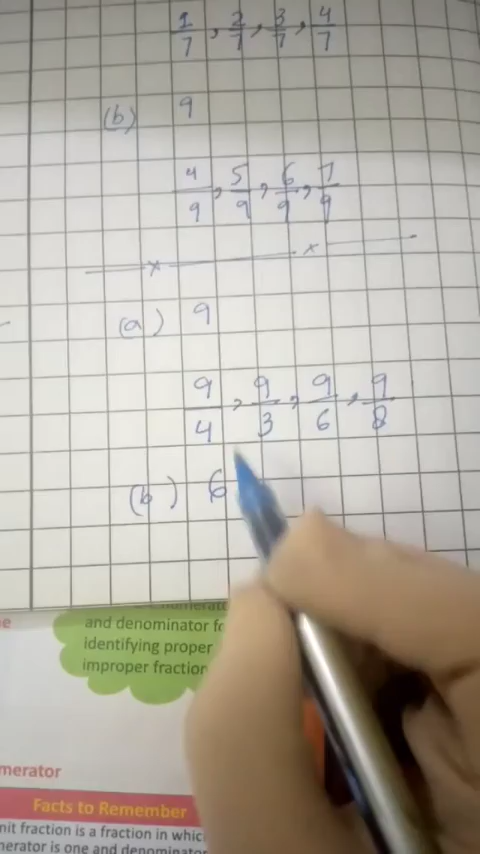 1/7, 2/7, 3/7, 4/7
(b) 9
4/9, 5/9, 6/9, 7/9
(a) 9
9/4, 9/3, 9/6, 9/8
(b) 6
and denominator
identifying proper
improper fraction
merator
Facts to Remember
nit fraction is a fraction in whic
nerator is one and denominato